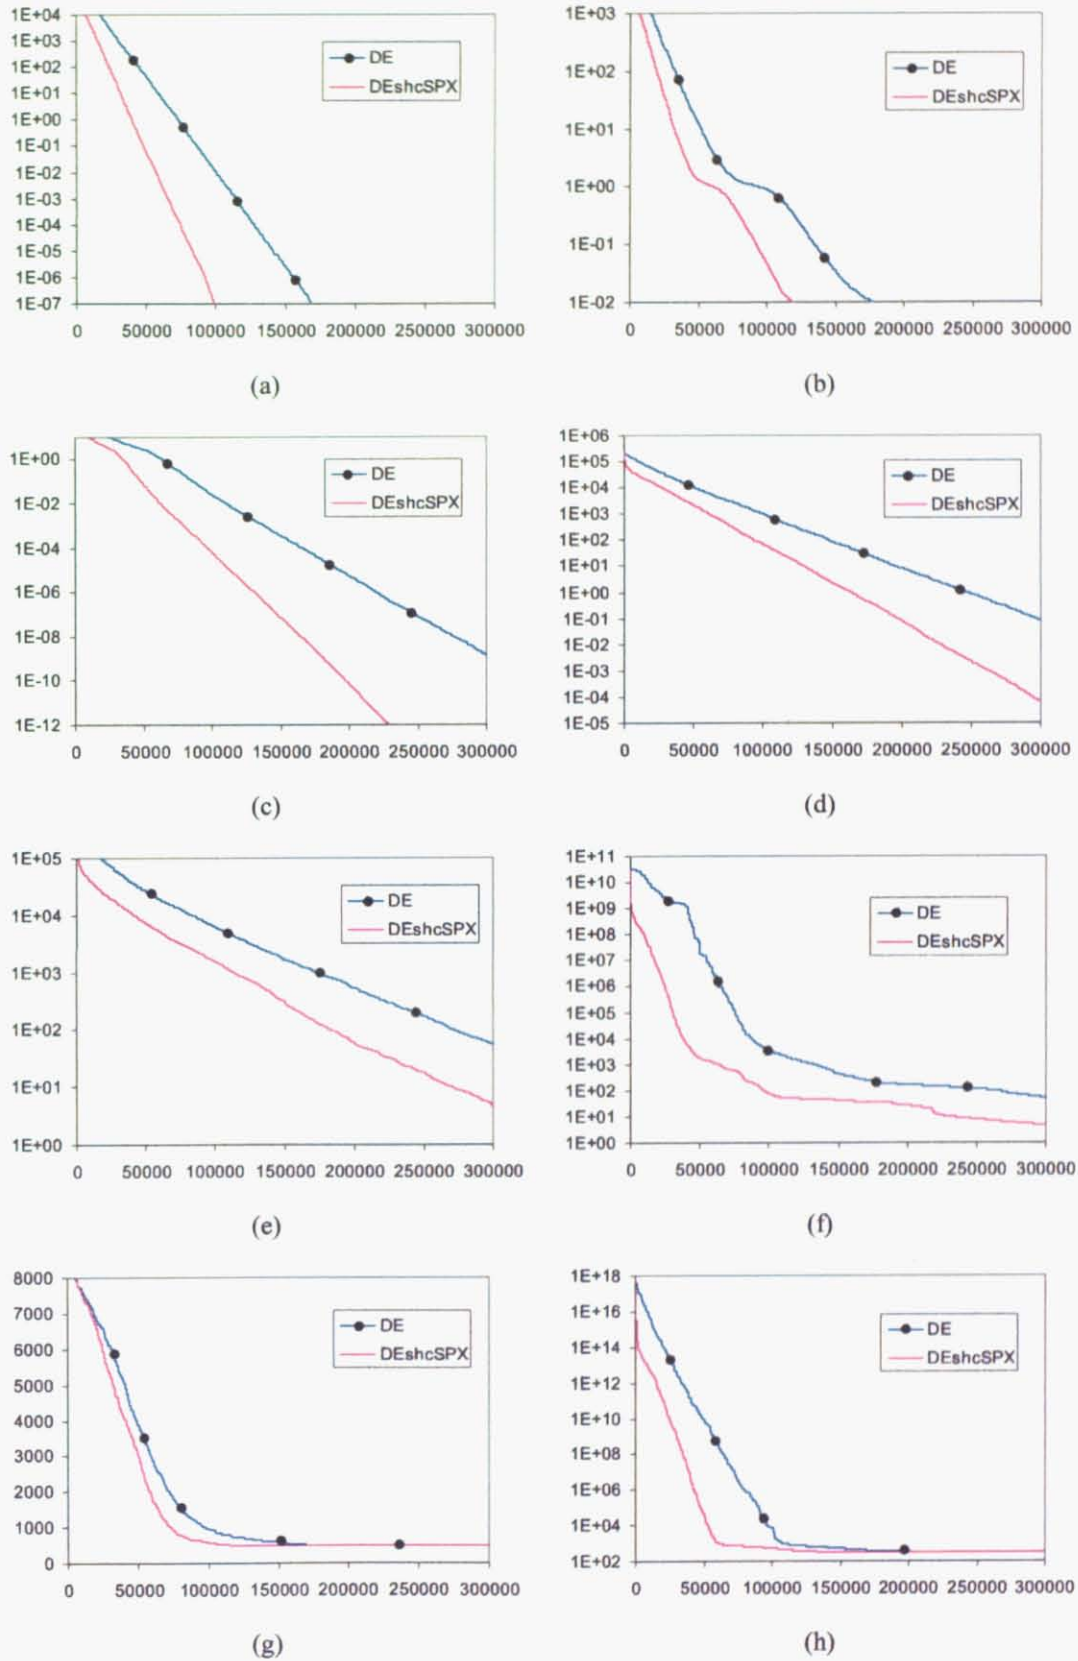 1E+04
1E+03
1E+02
1E+01
1E+00
1E-01
1E-02
1E-03
1E-04
1E-05
1E-06
1E-07
0 50000 100000 150000 200000 250000 300000
DE
DEshcSPX
(a)
1E+03
1E+02
1E+01
1E+00
1E-01
1E-02
0 50000 100000 150000 200000 250000 300000
DE
DEshcSPX
(b)
1E+00
1E-02
1E-04
1E-06
1E-08
1E-10
1E-12
0 50000 100000 150000 200000 250000 300000
DE
DEshcSPX
(c)
1E+06
1E+05
1E+04
1E+03
1E+02
1E+01
1E+00
1E-01
1E-02
1E-03
1E-04
1E-05
0 50000 100000 150000 200000 250000 300000
DE
DEshcSPX
(d)
1E+05
1E+04
1E+03
1E+02
1E+01
1E+00
0 50000 100000 150000 200000 250000 300000
DE
DEshcSPX
(e)
1E+11
1E+10
1E+09
1E+08
1E+07
1E+06
1E+05
1E+04
1E+03
1E+02
1E+01
1E+00
0 50000 100000 150000 200000 250000 300000
DE
DEshcSPX
(f)
8000
7000
6000
5000
4000
3000
2000
1000
0
0 50000 100000 150000 200000 250000 300000
DE
DEshcSPX
(g)
1E+18
1E+16
1E+14
1E+12
1E+10
1E+08
1E+06
1E+04
1E+02
0 50000 100000 150000 200000 250000 300000
DE
DEshcSPX
(h)